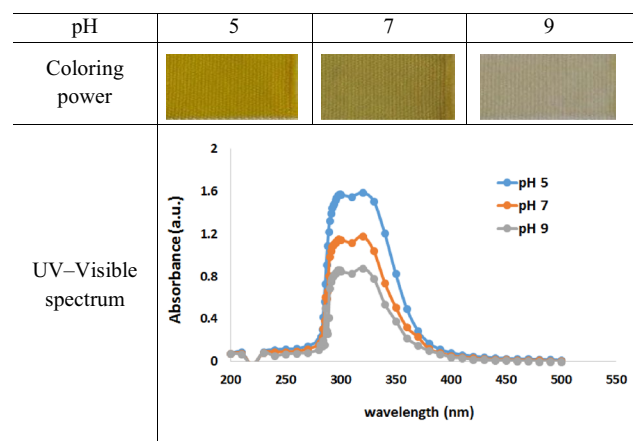 pH 5 7 9
Coloring
power
UV–Visible
spectrum
Absorbance (a.u.)
2
1.6
1.2
0.8
0.4
0
pH 5
pH 7
pH 9
200 250 300 350 400 450 500 550
wavelength (nm)